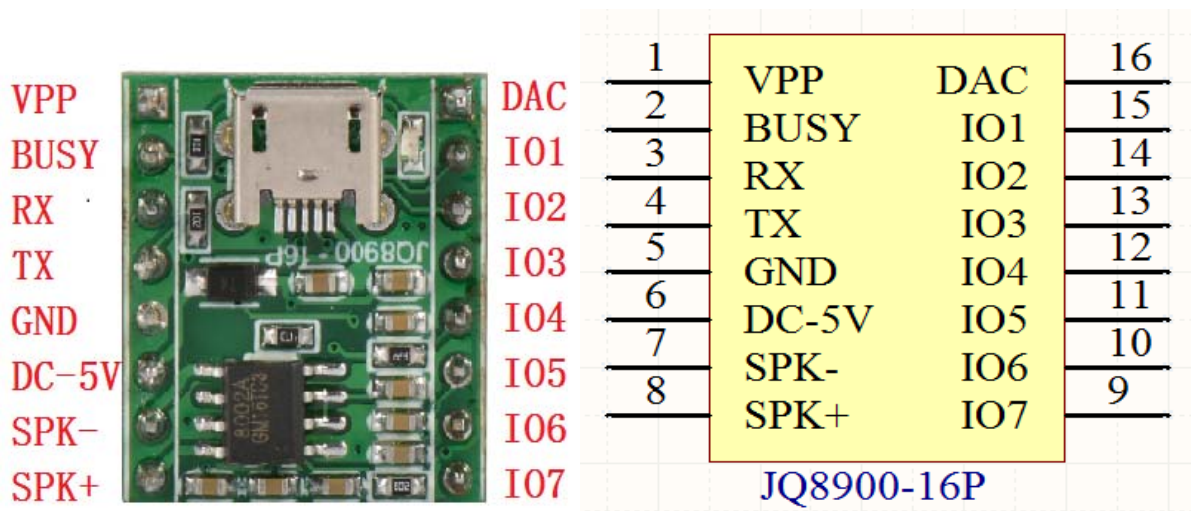 VPP
BUSY
RX
TX
GND
DC-5V
SPK-
SPK+
DAC
IO1
IO2
IO3
IO4
IO5
IO6
IO7
JQ8900-16P
8002A
1 VPP DAC 16
2 BUSY IO1 15
3 RX IO2 14
4 TX IO3 13
5 GND IO4 12
6 DC-5V IO5 11
7 SPK- IO6 10
8 SPK+ IO7 9
JQ8900-16P